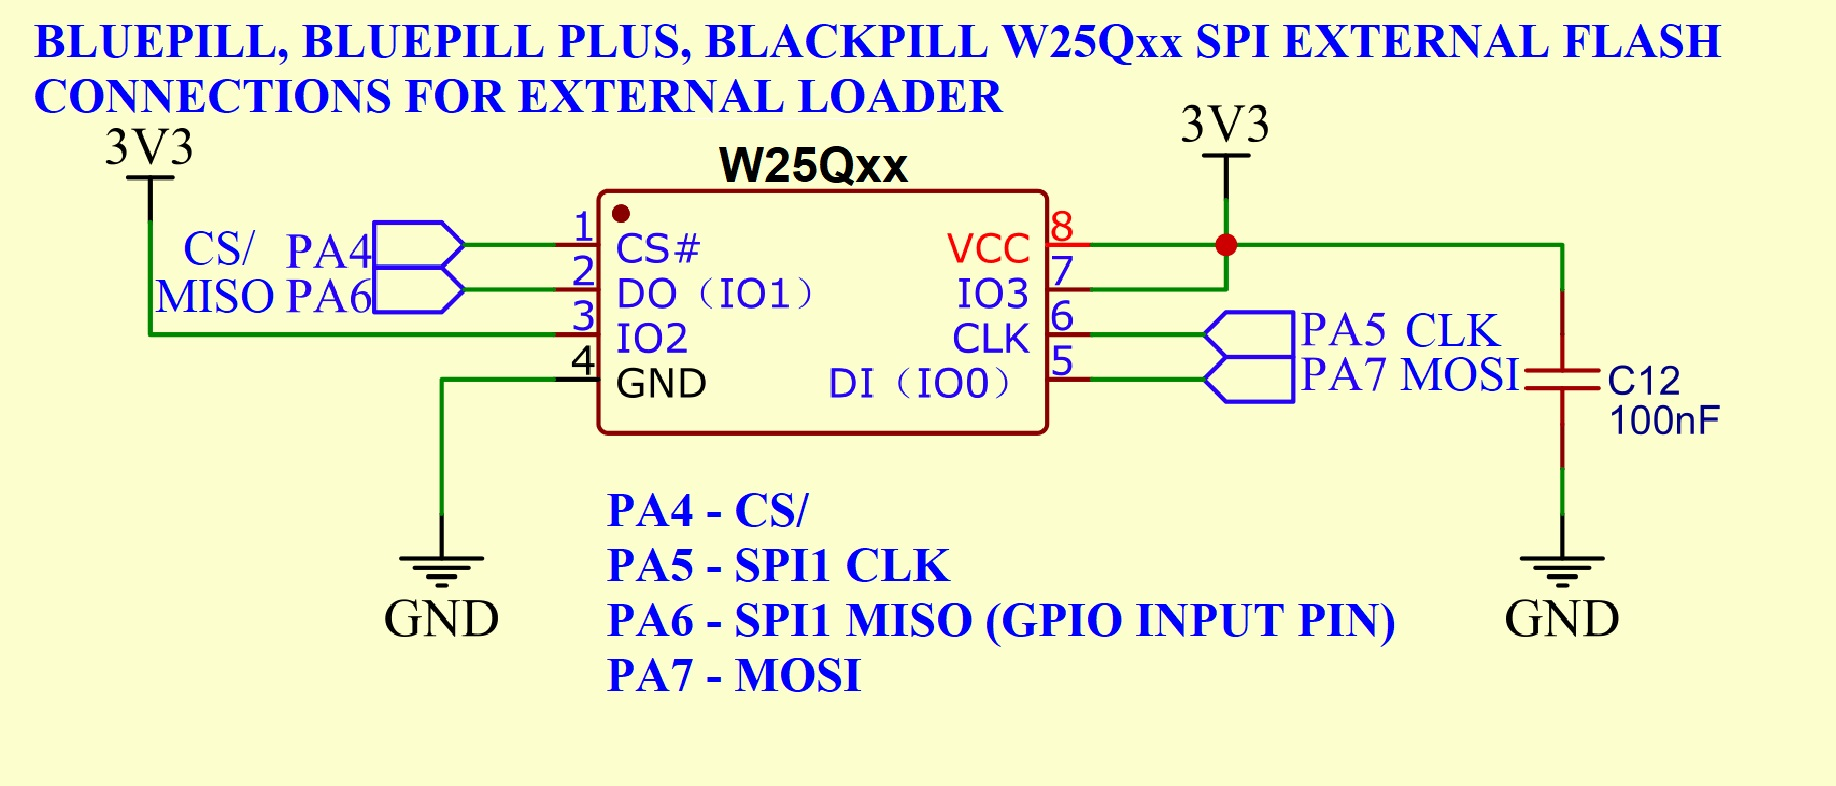 BLUEPILL, BLUEPILL PLUS, BLACKPILL W25Qxx SPI EXTERNAL FLASH
CONNECTIONS FOR EXTERNAL LOADER
3V3
3V3
W25Qxx
CS/ PA4
1
CS#
VCC
8
MISO PA6
2
DO（IO1）
IO3
7
3
IO2
CLK
6
PA5 CLK
4
GND
DI（IO0）
5
PA7 MOSI
C12
100nF
GND
GND
PA4 - CS/
PA5 - SPI1 CLK
PA6 - SPI1 MISO (GPIO INPUT PIN)
PA7 - MOSI